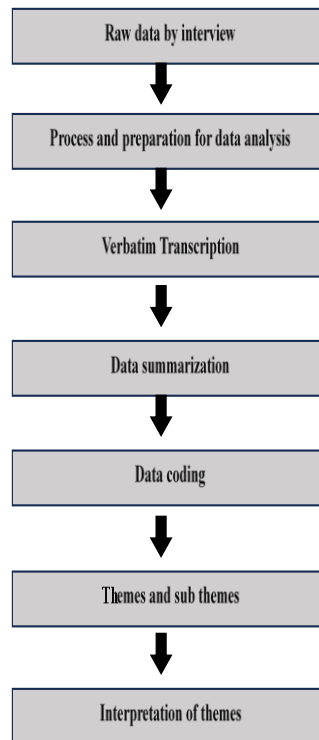 Raw data by interview
Process and preparation for data analysis
Verbatim Transcription
Data summarization
Data coding
Themes and sub themes
Interpretation of themes